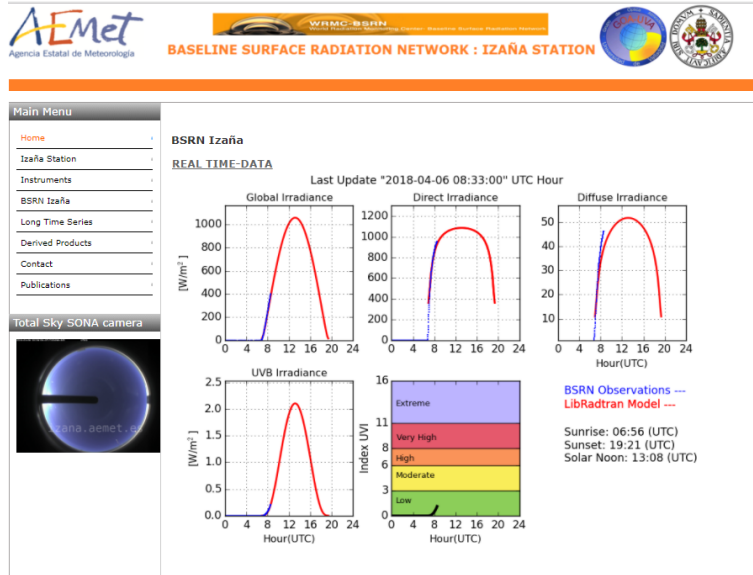 AEmet
Agencia Estatal de Meteorología
WRMC-BSRN
World Radiation Monitoring Center- Baseline Surface Radiation Network
BASELINE SURFACE RADIATION NETWORK : IZAÑA STATION
Main Menu
Home
Izaña Station
Instruments
BSRN Izaña
Long Time Series
Derived Products
Contact
Publications
Total Sky SONA camera
izana.aemet.e
BSRN Izaña
REAL TIME-DATA
Last Update "2018-04-06 08:33:00" UTC Hour
Global Irradiance
[W/m² ]
1000
800
600
400
200
0
0 4 8 12 16 20 24
Direct Irradiance
1200
1000
800
600
400
200
0
0 4 8 12 16 20 24
Diffuse Irradiance
50
40
30
20
10
0 4 8 12 16 20 24
Hour(UTC)
UVB Irradiance
[W/m² ]
2.5
2.0
1.5
1.0
0.5
0.0
0 4 8 12 16 20 24
Hour(UTC)
Index UVI
16
11
8
6
3
0
Extreme
Very High
High
Moderate
Low
0 4 8 12 16 20 24
Hour(UTC)
BSRN Observations ---
LibRadtran Model ---
Sunrise: 06:56 (UTC)
Sunset: 19:21 (UTC)
Solar Noon: 13:08 (UTC)